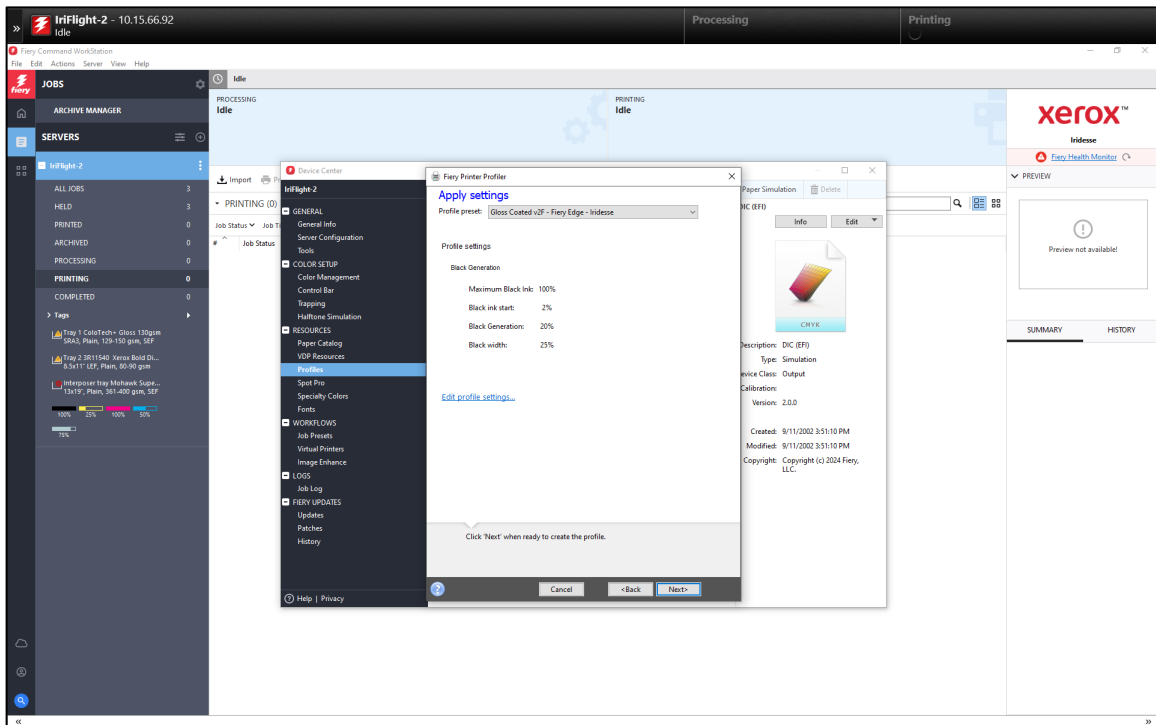 IriFlight-2 - 10.15.66.92
Idle
Processing
Printing
Fiery Command WorkStation
File Edit Actions Server View Help
fiery
JOBS
ARCHIVE MANAGER
SERVERS
IriFlight-2
ALL JOBS 3
HELD 3
PRINTED 0
ARCHIVED 0
PROCESSING 0
PRINTING 0
COMPLETED 0
Tags
Tray 1 ColoTech+ Gloss 130gsm
SRA3, Plain, 129-150 gsm, SEF
Tray 2 3R11540 Xerox Bold Di...
8.5x11" LEF, Plain, 80-90 gsm
Interposer tray Mohawk Supe...
13x19", Plain, 361-400 gsm, SEF
100% 25% 100% 50%
75%
Idle
PROCESSING
Idle
PRINTING
Idle
Import
PRINTING (0)
Job Status
# Job Status
Device Center
IriFlight-2
GENERAL
General Info
Server Configuration
Tools
COLOR SETUP
Color Management
Control Bar
Trapping
Halftone Simulation
RESOURCES
Paper Catalog
VDP Resources
Profiles
Spot Pro
Specialty Colors
Fonts
WORKFLOWS
Job Presets
Virtual Printers
Image Enhance
LOGS
Job Log
FIERY UPDATES
Updates
Patches
History
Help | Privacy
Fiery Printer Profiler
Apply settings
Profile preset: Gloss Coated v2F - Fiery Edge - Iridesse
Profile settings
Black Generation
Maximum Black Ink: 100%
Black ink start: 2%
Black Generation: 20%
Black width: 25%
Edit profile settings...
Click 'Next' when ready to create the profile.
Cancel <Back Next>
Paper Simulation Delete
DIC (EFI)
Info Edit
CMYK
Description: DIC (EFI)
Type: Simulation
Device Class: Output
Calibration:
Version: 2.0.0
Created: 9/11/2002 3:51:10 PM
Modified: 9/11/2002 3:51:10 PM
Copyright: Copyright (c) 2024 Fiery,
LLC.
xerox™
Iridesse
Fiery Health Monitor
PREVIEW
Preview not available!
SUMMARY HISTORY